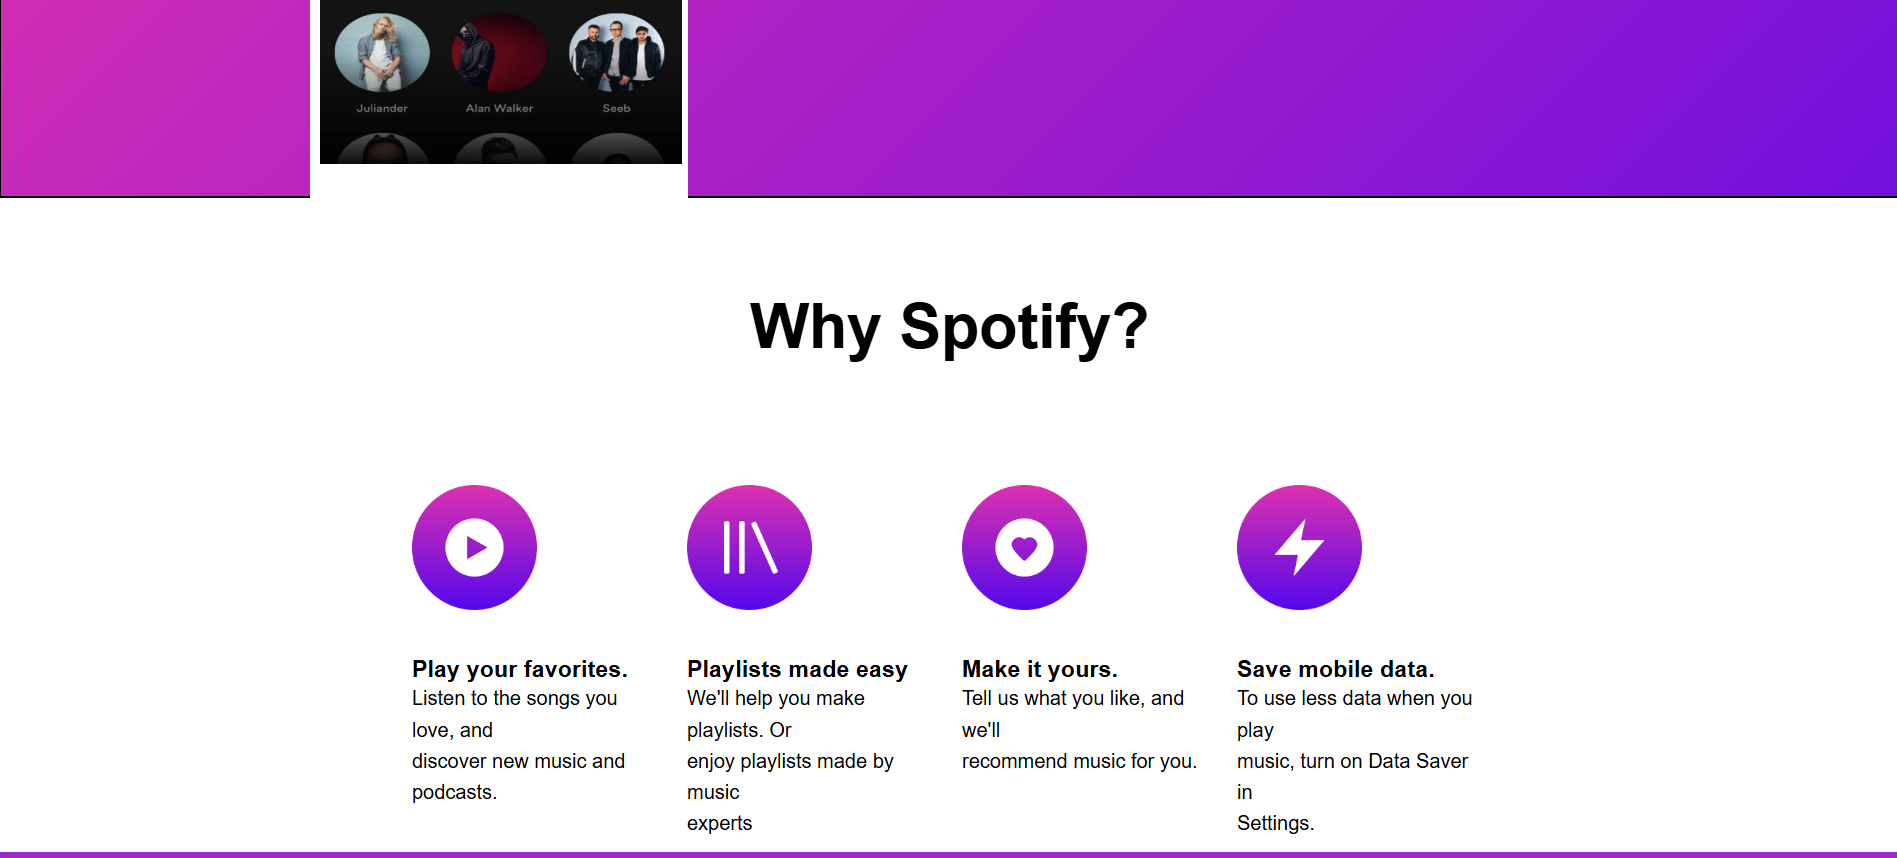 Juliander Alan Walker Seeb
Why Spotify?
Play your favorites.
Listen to the songs you
love, and
discover new music and
podcasts.
Playlists made easy
We'll help you make
playlists. Or
enjoy playlists made by
music
experts
Make it yours.
Tell us what you like, and
we'll
recommend music for you.
Save mobile data.
To use less data when you
play
music, turn on Data Saver
in
Settings.